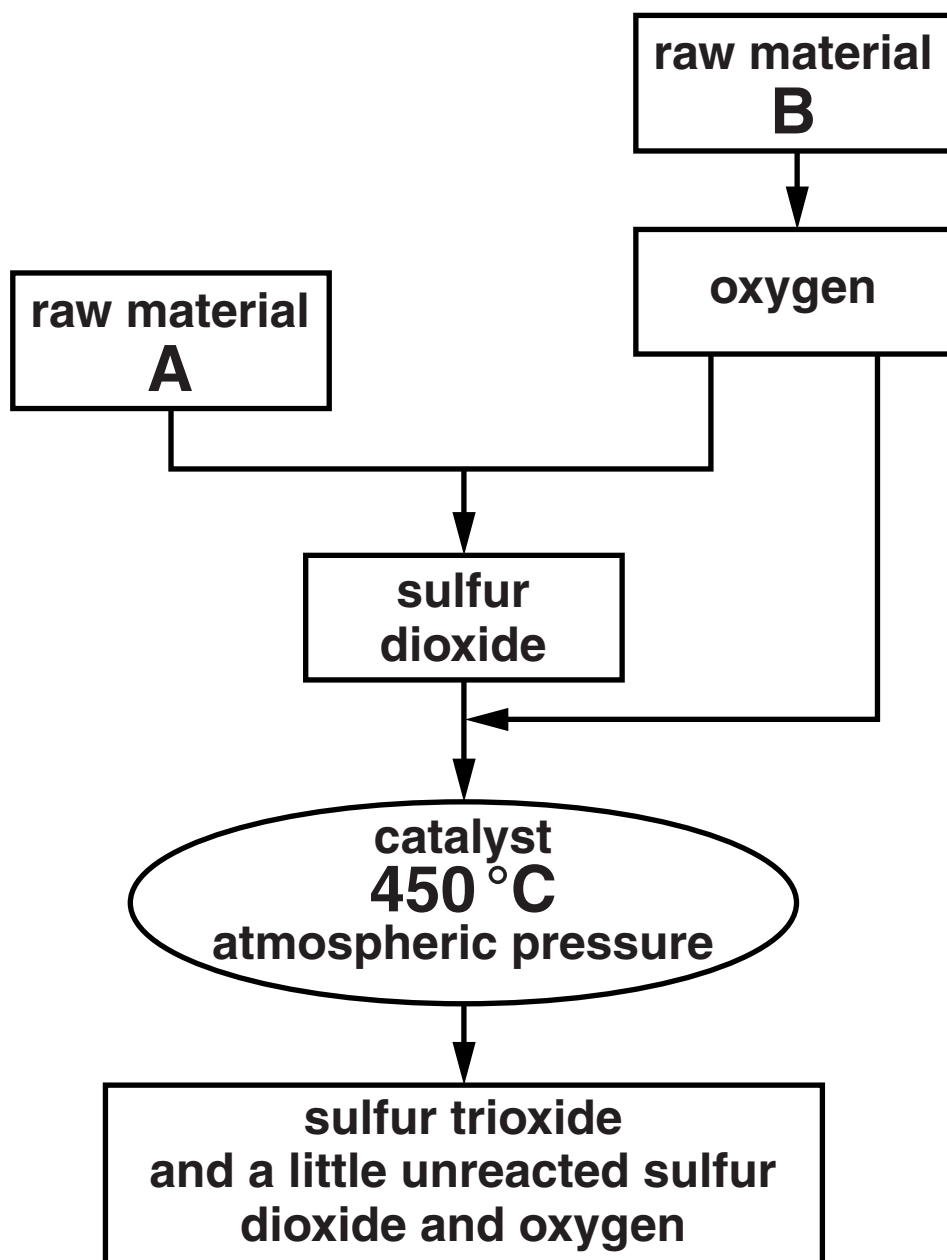 raw material
B
oxygen
raw material
A
sulfur
dioxide
catalyst
450 °C
atmospheric pressure
sulfur trioxide
and a little unreacted sulfur
dioxide and oxygen